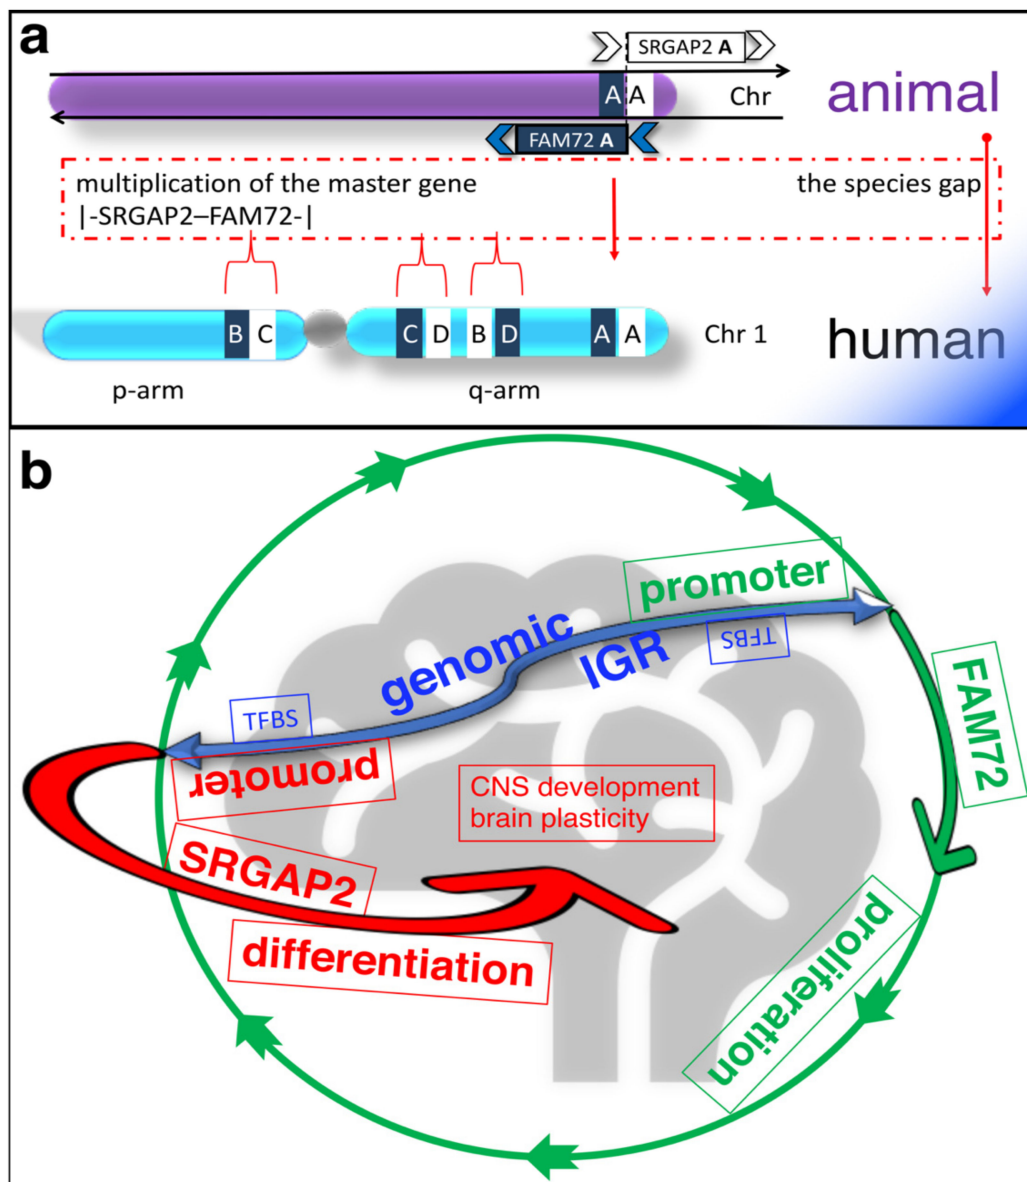 a
SRGAP2 A
A A
Chr
animal
FAM72 A
multiplication of the master gene
the species gap
|-SRGAP2–FAM72-|
B C
C D B D A A
Chr 1
human
p-arm
q-arm
b
promoter
TFBS
genomic
IGR
TFBS
promoter
FAM72
CNS development
brain plasticity
SRGAP2
differentiation
proliferation